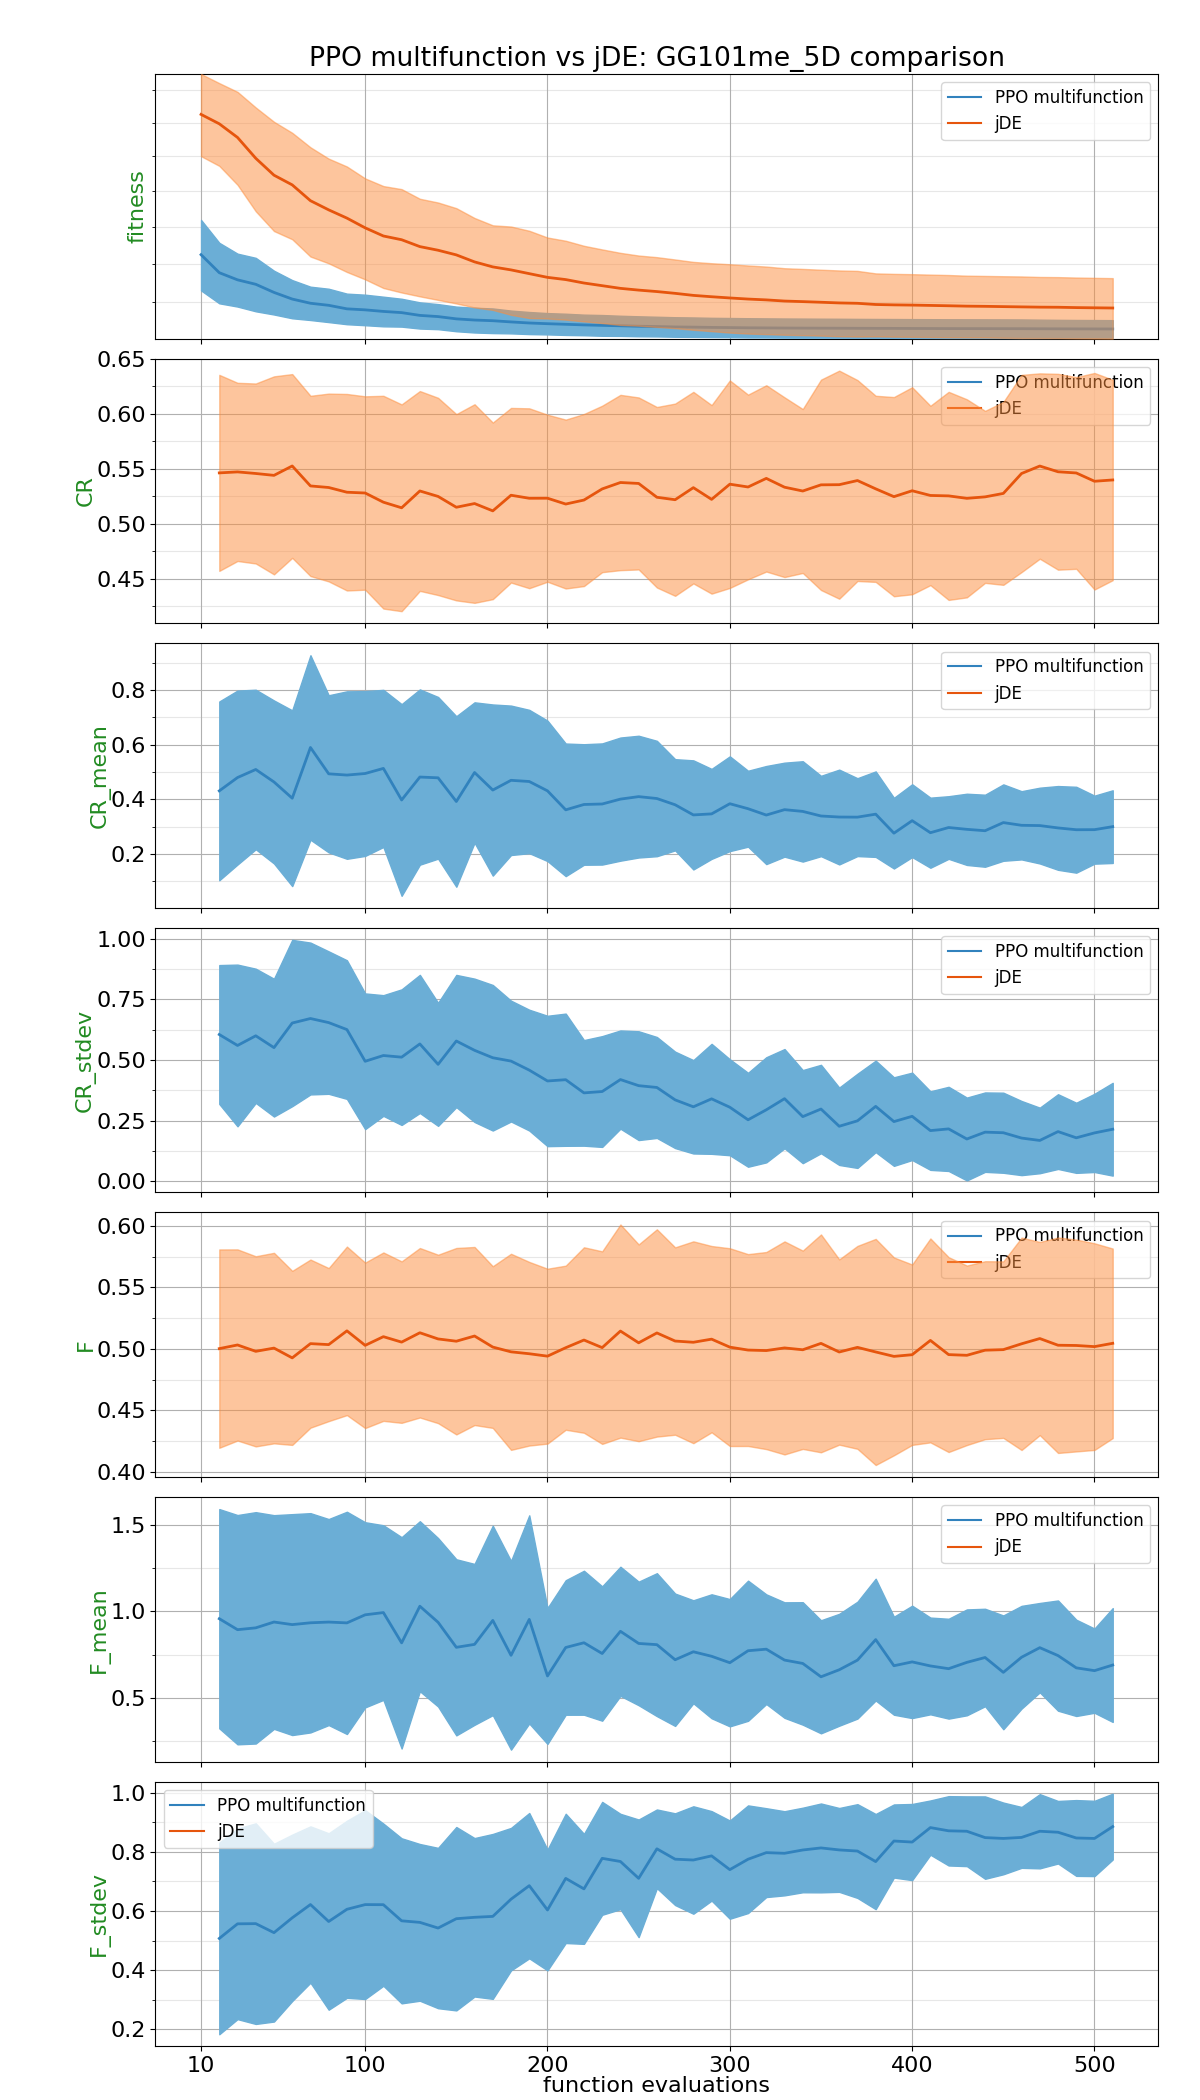 PPO multifunction vs jDE: GG101me_5D comparison
fitness
PPO multifunction
jDE
CR
0.65
0.60
0.55
0.50
0.45
PPO multifunction
jDE
CR_mean
0.8
0.6
0.4
0.2
PPO multifunction
jDE
CR_stdev
1.00
0.75
0.50
0.25
0.00
PPO multifunction
jDE
F
0.60
0.55
0.50
0.45
0.40
PPO multifunction
jDE
F_mean
1.5
1.0
0.5
PPO multifunction
jDE
F_stdev
1.0
0.8
0.6
0.4
0.2
PPO multifunction
jDE
10 100 200 300 400 500
function evaluations